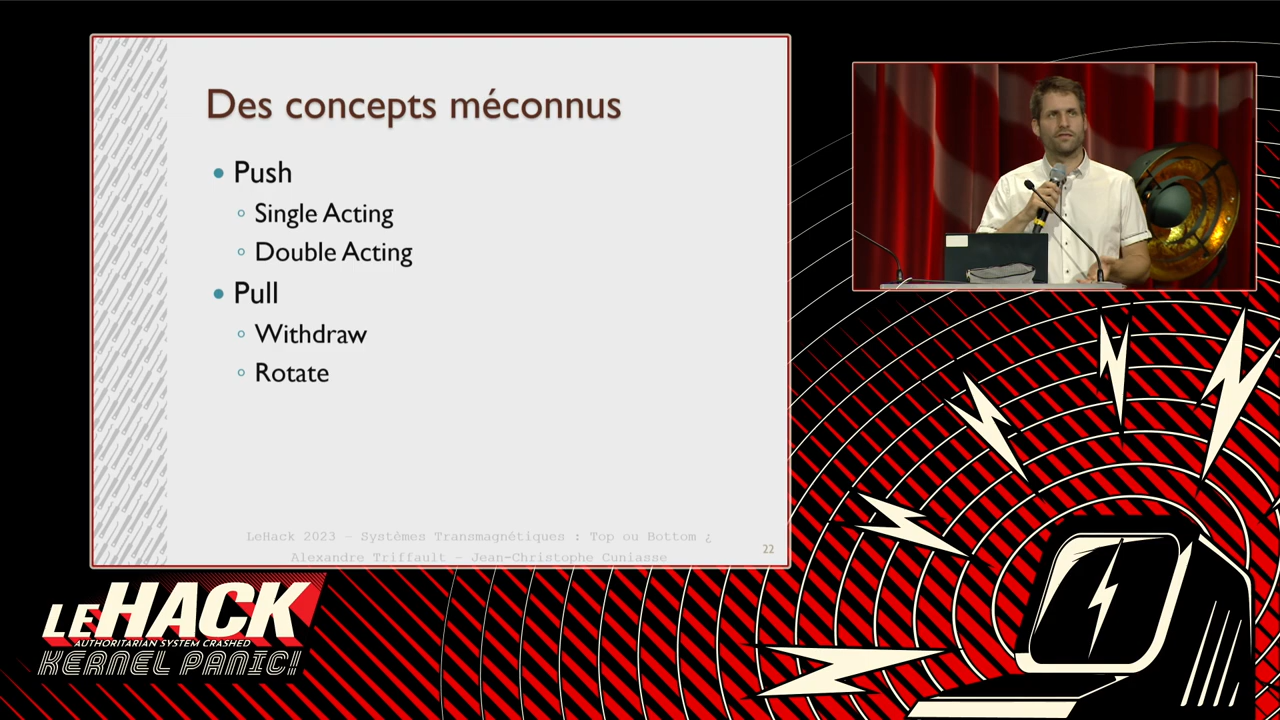 Des concepts méconnus
Push
Single Acting
Double Acting
Pull
Withdraw
Rotate
LeHack 2023 – Systèmes Transmagnétiques : Top ou Bottom ¿
Alexandre Triffault – Jean-Christophe Cuniasse
22
LEHACK
AUTHORITARIAN SYSTEM CRASHED
KERNEL PANIC!